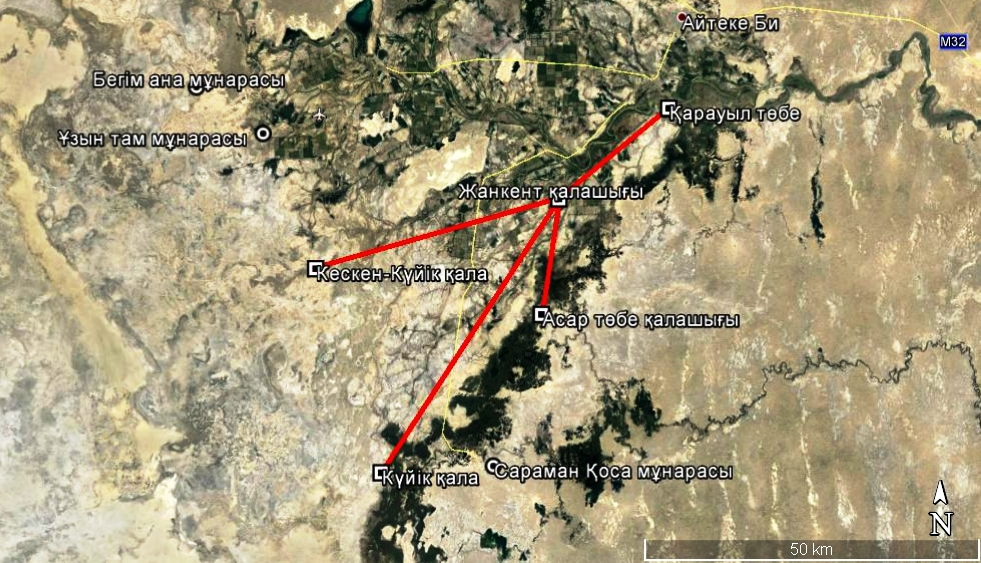 Айтеке Би
M32
Бегім ана мұнарасы
Қарауыл төбе
Ұзын там мұнарасы
Жанкент қалашығы
Кескен-Күйік қала
Асар төбе қалашығы
Күйік қала
Сараман Қоса мұнарасы
N
50 km